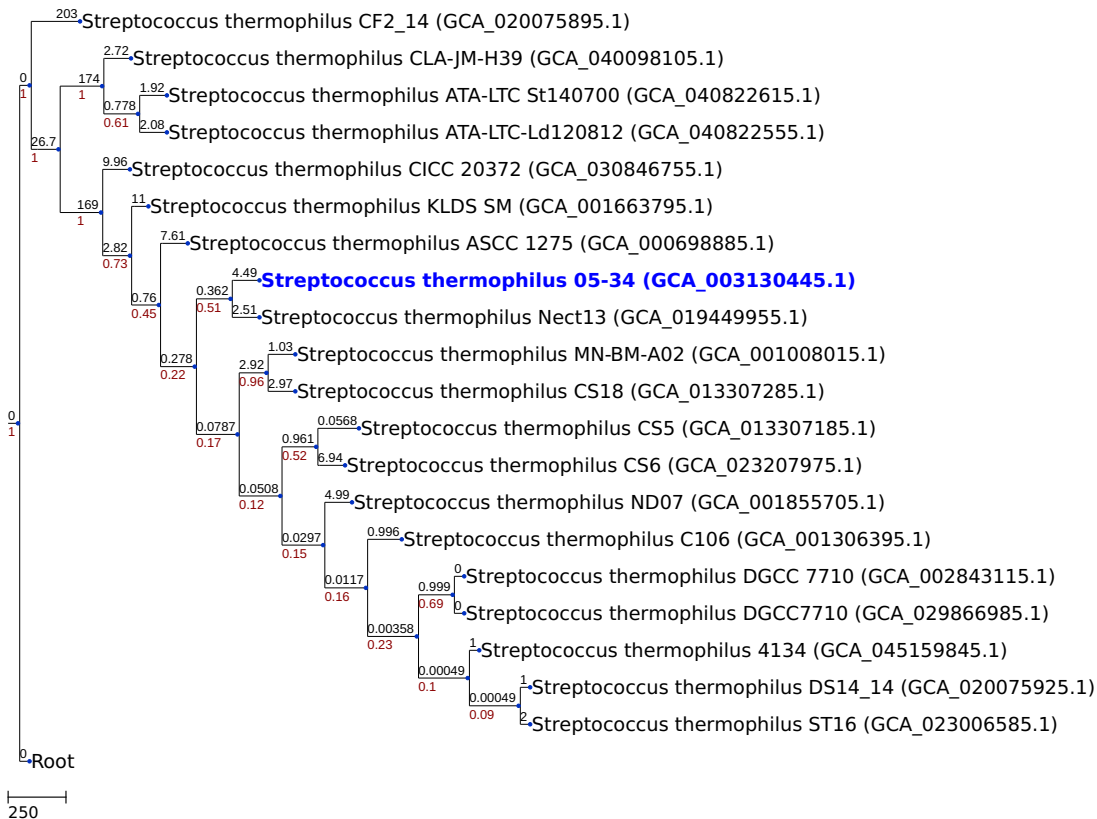 203 Streptococcus thermophilus CF2_14 (GCA_020075895.1)
2.72 Streptococcus thermophilus CLA-JM-H39 (GCA_040098105.1)
0 174
1 1
1.92 Streptococcus thermophilus ATA-LTC St140700 (GCA_040822615.1)
0.778
0.61
2.08 Streptococcus thermophilus ATA-LTC-Ld120812 (GCA_040822555.1)
26.7
1
9.96 Streptococcus thermophilus CICC 20372 (GCA_030846755.1)
169
1
11 Streptococcus thermophilus KLDS SM (GCA_001663795.1)
2.82
0.73
7.61 Streptococcus thermophilus ASCC 1275 (GCA_000698885.1)
4.49 Streptococcus thermophilus 05-34 (GCA_003130445.1)
0.76 0.362
0.45 0.51
2.51 Streptococcus thermophilus Nect13 (GCA_019449955.1)
1.03 Streptococcus thermophilus MN-BM-A02 (GCA_001008015.1)
0.278 2.92
0.22 0.96
2.97 Streptococcus thermophilus CS18 (GCA_013307285.1)
0
1
0.0568 Streptococcus thermophilus CS5 (GCA_013307185.1)
0.0787 0.961
0.17 0.52
6.94 Streptococcus thermophilus CS6 (GCA_023207975.1)
0.0508
0.12
4.99 Streptococcus thermophilus ND07 (GCA_001855705.1)
0.0297
0.15
0.996 Streptococcus thermophilus C106 (GCA_001306395.1)
0 Streptococcus thermophilus DGCC 7710 (GCA_002843115.1)
0.0117 0.999
0.16 0.69
0 Streptococcus thermophilus DGCC7710 (GCA_029866985.1)
0.00358
0.23
1 Streptococcus thermophilus 4134 (GCA_045159845.1)
0.00049
0.1
1 Streptococcus thermophilus DS14_14 (GCA_020075925.1)
0.00049
0.09
2 Streptococcus thermophilus ST16 (GCA_023006585.1)
0 Root
250